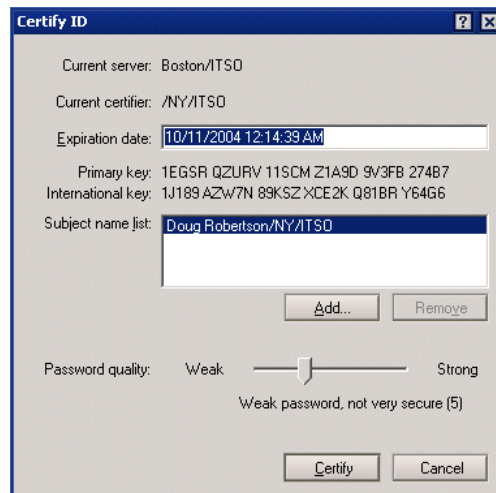 Certify ID
Current server: Boston/ITSO
Current certifier: /NY/ITSO
Expiration date: 10/11/2004 12:14:39 AM
Primary key: 1EGSR QZURV 11SCM Z1A9D 9V3FB 274B7
International key: 1J189 AZW7N 89KSZ XCE2K Q81BR Y64G6
Subject name list: Doug Robertson/NY/ITSO
Add... Remove
Password quality: Weak Strong
Weak password, not very secure (5)
Certify Cancel